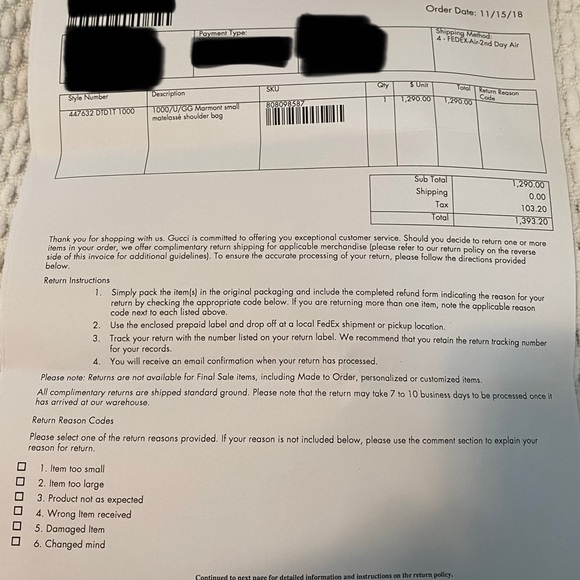 Order Date: 11/15/18
Payment Type:
Shipping Method:
4 - FEDEX-Air-2nd Day Air
Style Number Description SKU Qty $ Unit Total Return Reason Code
447632 DTD1T 1000 1000/U/GG Marmont small matelassé shoulder bag 808098587 1 1,290.00 1,290.00
Sub Total 1,290.00
Shipping 0.00
Tax 103.20
Total 1,393.20
Thank you for shopping with us. Gucci is committed to offering you exceptional customer service. Should you decide to return one or more
items in your order, we offer complimentary return shipping for applicable merchandise (please refer to our return policy on the reverse
side of this invoice for additional guidelines). To ensure the accurate processing of your return, please follow the directions provided
below.
Return Instructions
1. Simply pack the item(s) in the original packaging and include the completed refund form indicating the reason for your
return by checking the appropriate code below. If you are returning more than one item, note the applicable reason
code next to each listed above.
2. Use the enclosed prepaid label and drop off at a local FedEx shipment or pickup location.
3. Track your return with the number listed on your return label. We recommend that you retain the return tracking number
for your records.
4. You will receive an email confirmation when your return has processed.
Please note: Returns are not available for Final Sale items, including Made to Order, personalized or customized items.
All complimentary returns are shipped standard ground. Please note that the return may take 7 to 10 business days to be processed once it
has arrived at our warehouse.
Return Reason Codes
Please select one of the return reasons provided. If your reason is not included below, please use the comment section to explain your
reason for return.
1. Item too small
2. Item too large
3. Product not as expected
4. Wrong Item received
5. Damaged Item
6. Changed mind
Continued to next page for detailed information and instructions on the return policy.